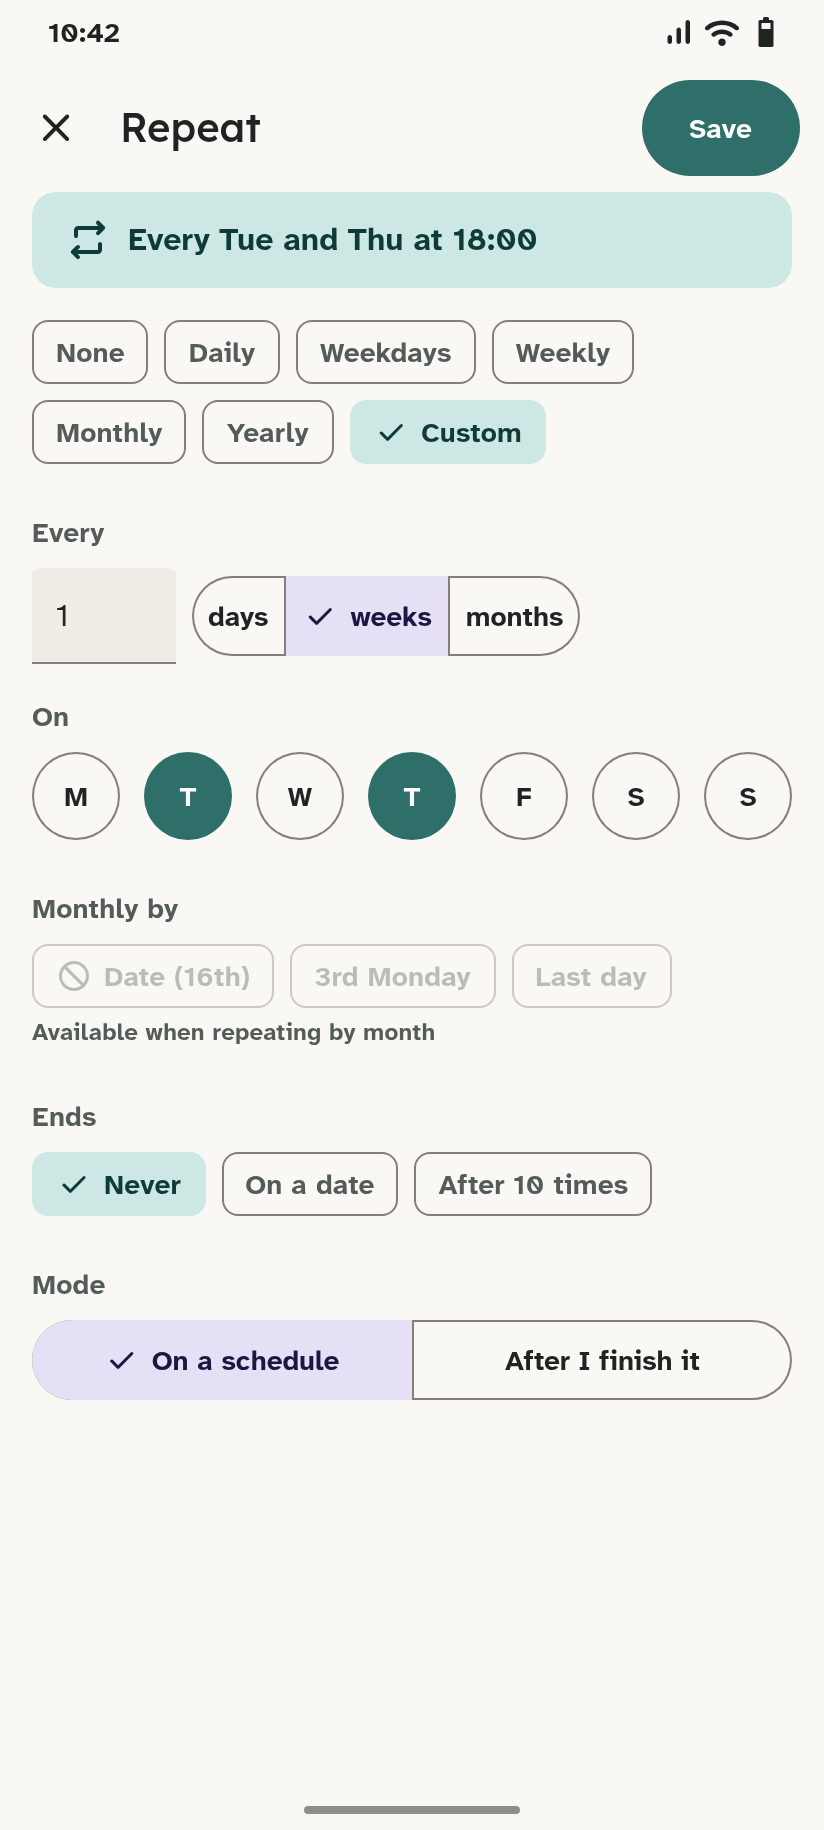 10:42
Repeat
Save
Every Tue and Thu at 18:00
None Daily Weekdays Weekly
Monthly Yearly Custom
Every
1 days weeks months
On
M T W T F S S
Monthly by
Date (16th) 3rd Monday Last day
Available when repeating by month
Ends
Never On a date After 10 times
Mode
On a schedule After I finish it